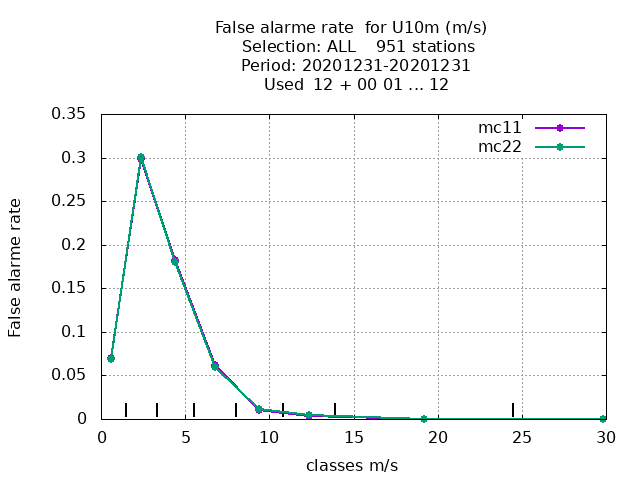 False alarme rate  for U10m (m/s)
Selection: ALL    951 stations
Period: 20201231-20201231
Used  12 + 00 01 ... 12
mc11
mc22
0.35
0.3
0.25
0.2
0.15
0.1
0.05
0
False alarme rate
0 5 10 15 20 25 30
classes m/s